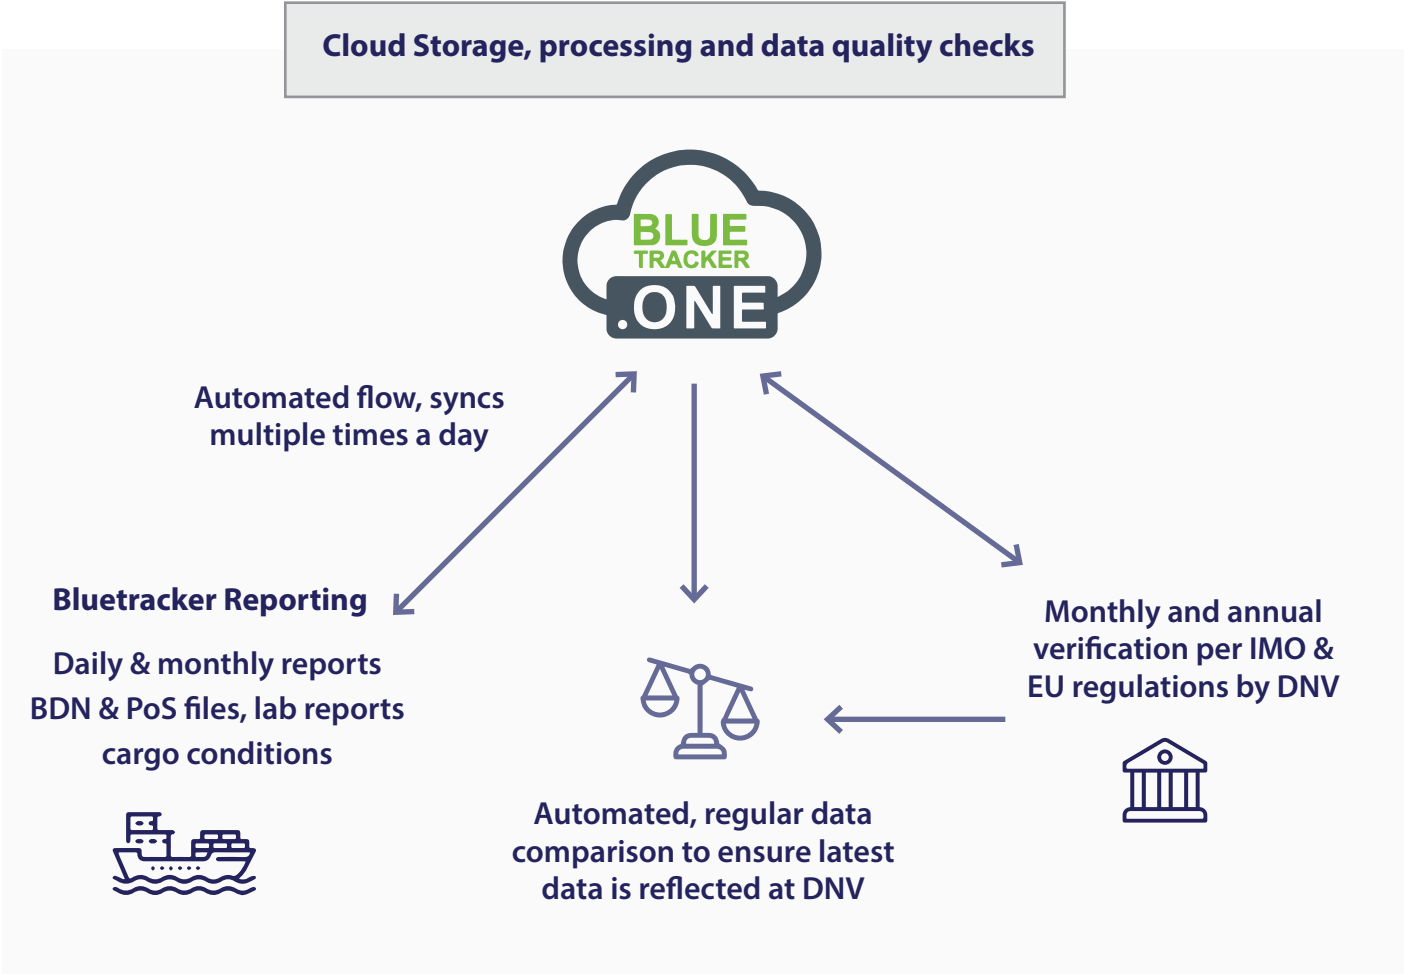 Cloud Storage, processing and data quality checks
BLUE
TRACKER
.ONE
Automated flow, syncs
multiple times a day
Bluetracker Reporting
Daily & monthly reports
BDN & PoS files, lab reports
cargo conditions
Monthly and annual
verification per IMO &
EU regulations by DNV
Automated, regular data
comparison to ensure latest
data is reflected at DNV